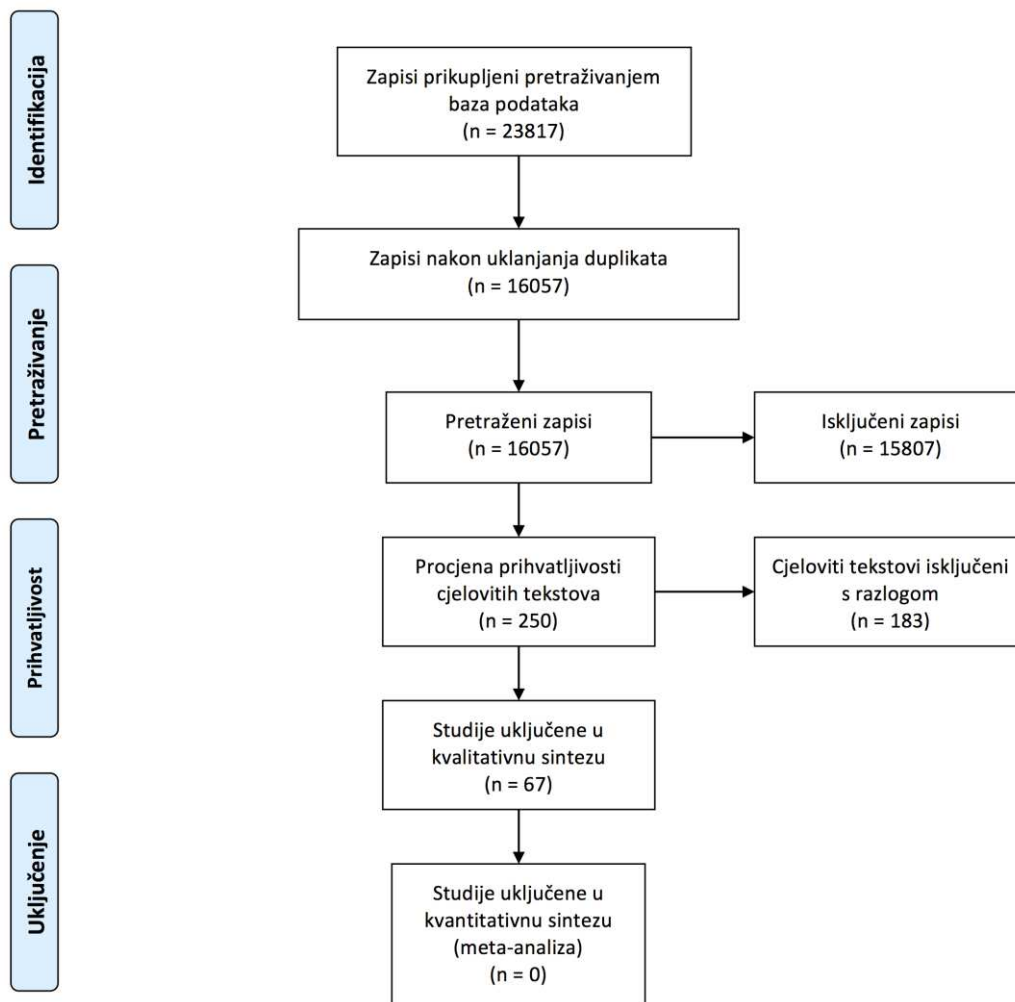 Identifikacija
Zapisi prikupljeni pretraživanjem
baza podataka
(n = 23817)
Zapisi nakon uklanjanja duplikata
(n = 16057)
Pretraživanje
Pretraženi zapisi
(n = 16057)
Isključeni zapisi
(n = 15807)
Prihvatljivost
Procjena prihvatljivosti
cjelovitih tekstova
(n = 250)
Cjeloviti tekstovi isključeni
s razlogom
(n = 183)
Studije uključene u
kvalitativnu sintezu
(n = 67)
Uključenje
Studije uključene u
kvantitativnu sintezu
(meta-analiza)
(n = 0)